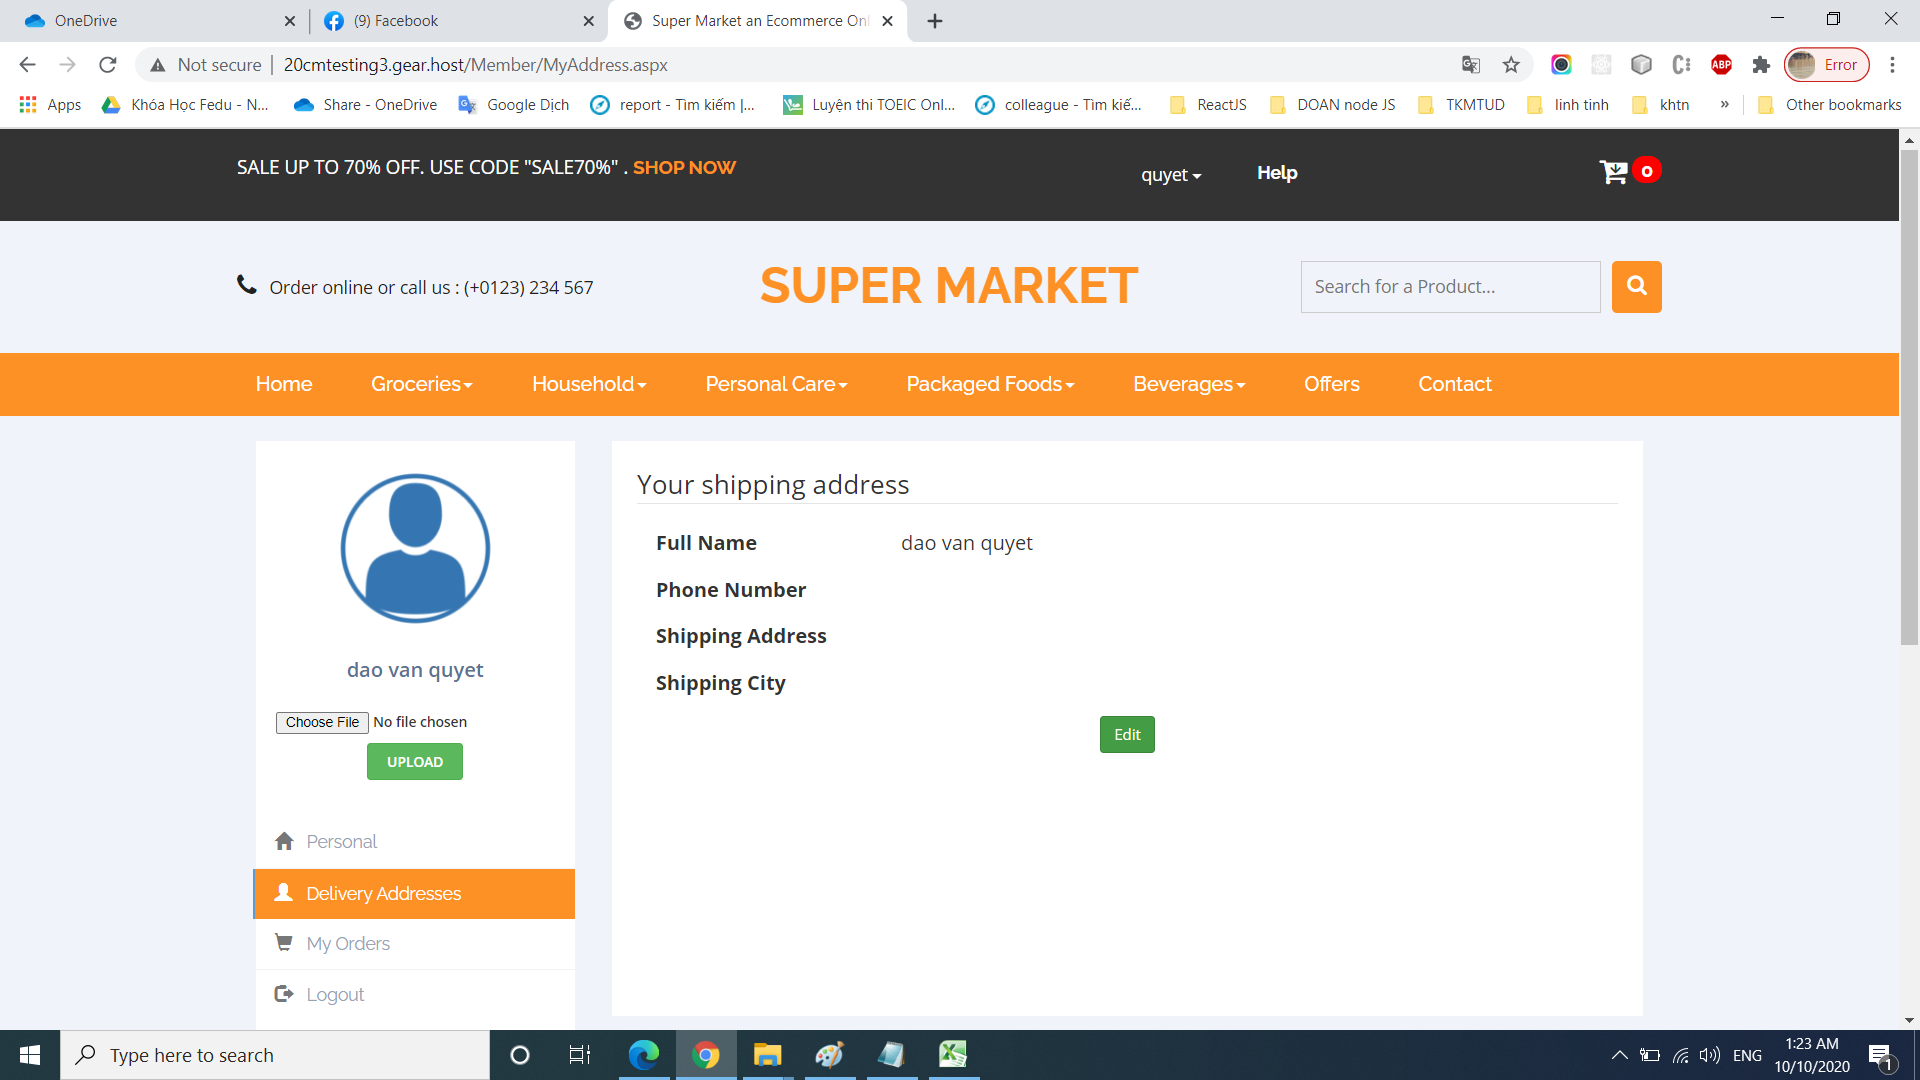 OneDrive
(9) Facebook
Super Market an Ecommerce Onl
Not secure
20cmtesting3.gear.host/Member/MyAddress.aspx
ABP
Error
Apps
Khóa Học Fedu - N...
Share - OneDrive
Google Dịch
report - Tìm kiếm |...
Luyện thi TOEIC Onl...
colleague - Tìm kiế...
ReactJS
DOAN node JS
TKMTUD
linh tinh
khtn
»
Other bookmarks
SALE UP TO 70% OFF. USE CODE "SALE70%" . SHOP NOW
quyet
Help
0
Order online or call us : (+0123) 234 567
SUPER MARKET
Search for a Product...
Home
Groceries
Household
Personal Care
Packaged Foods
Beverages
Offers
Contact
dao van quyet
Choose File No file chosen
UPLOAD
Personal
Delivery Addresses
My Orders
Logout
Your shipping address
Full Name dao van quyet
Phone Number
Shipping Address
Shipping City
Edit
Type here to search
ENG
1:23 AM
10/10/2020
1